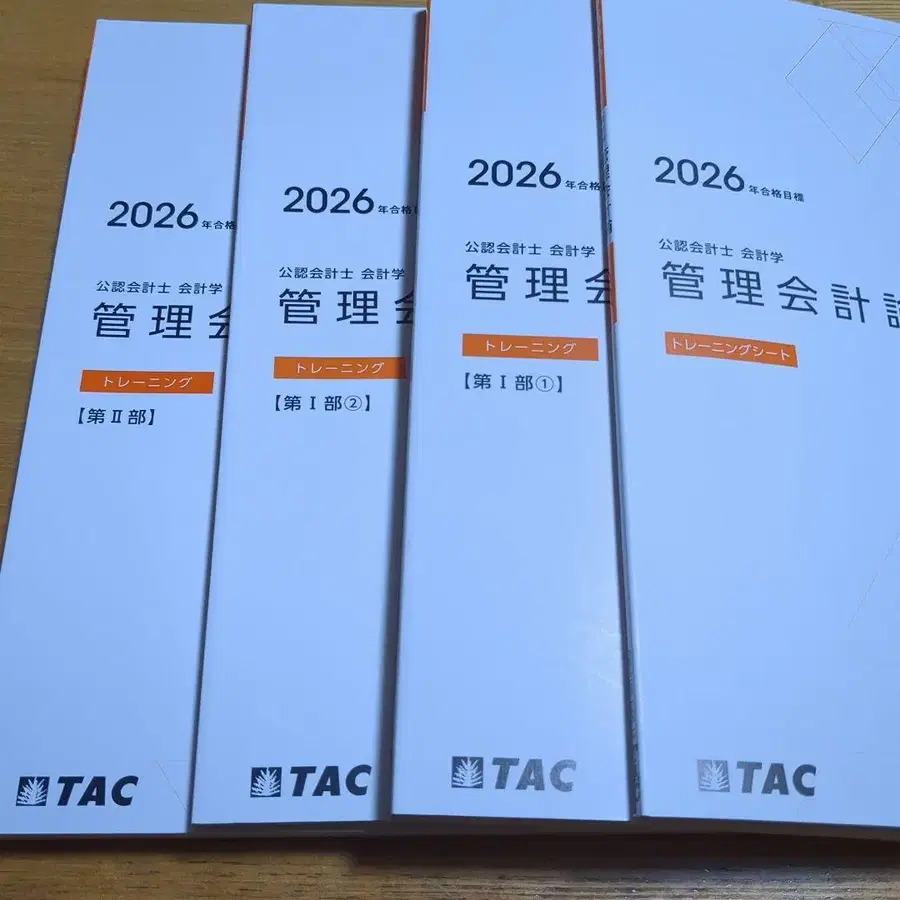 2026年合格
公認会計士 会計学
管理会
トレーニング
【第Ⅱ部】
TAC
2026年合格
公認会計士 会計学
管理会
トレーニング
【第Ⅰ部②】
TAC
2026年合格
公認会計士 会計学
管理会
トレーニング
【第Ⅰ部①】
TAC
2026年合格目標
公認会計士 会計学
管理会計論
トレーニングシート
TAC